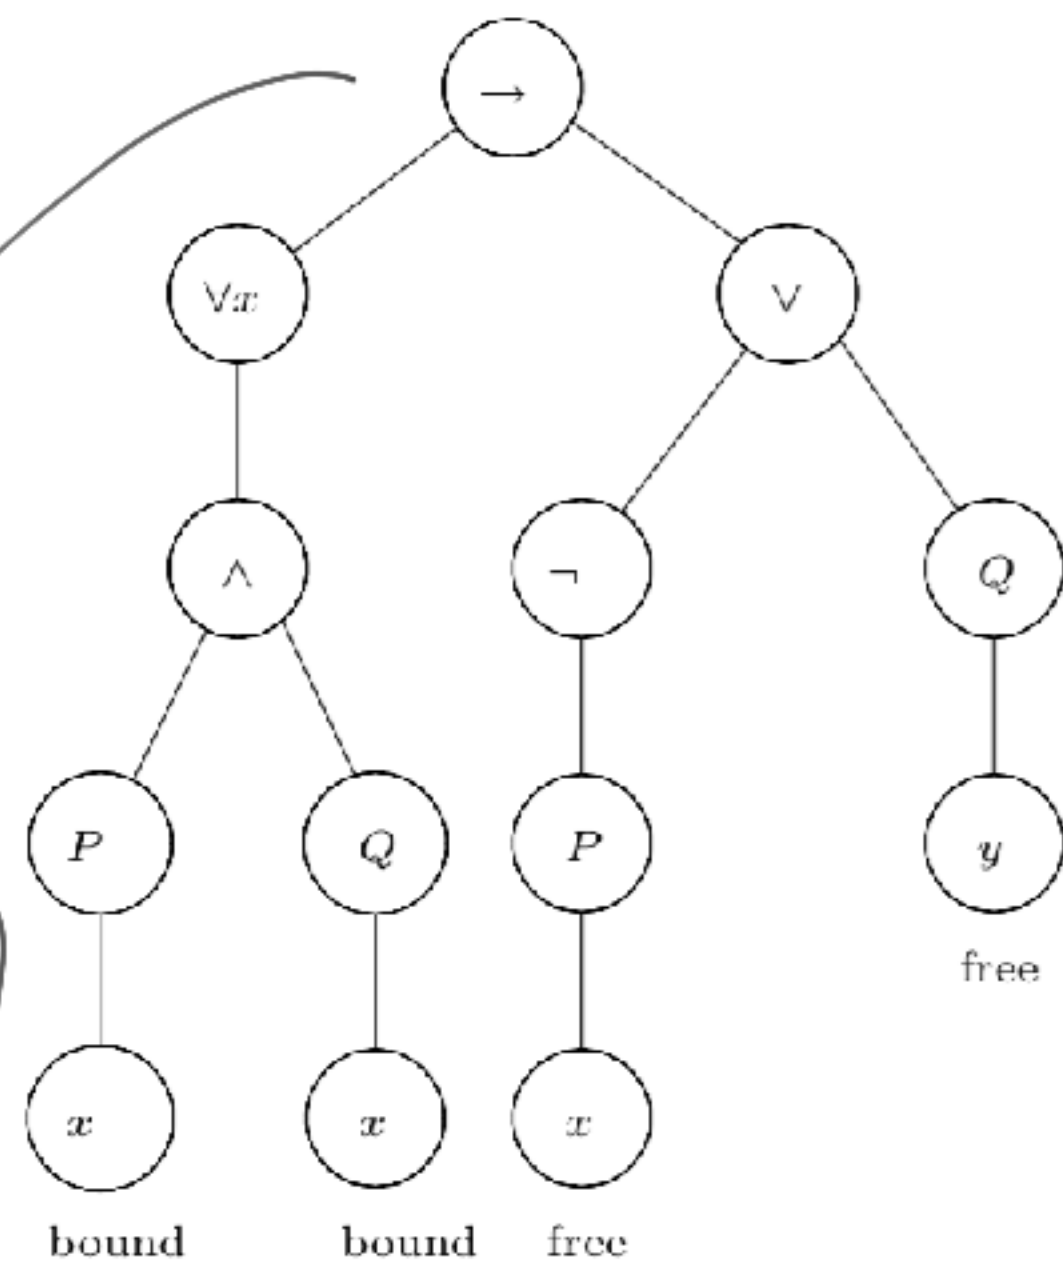 →
∀x ∨
∧ ¬ Q
P Q P y
free
x x x
bound bound free